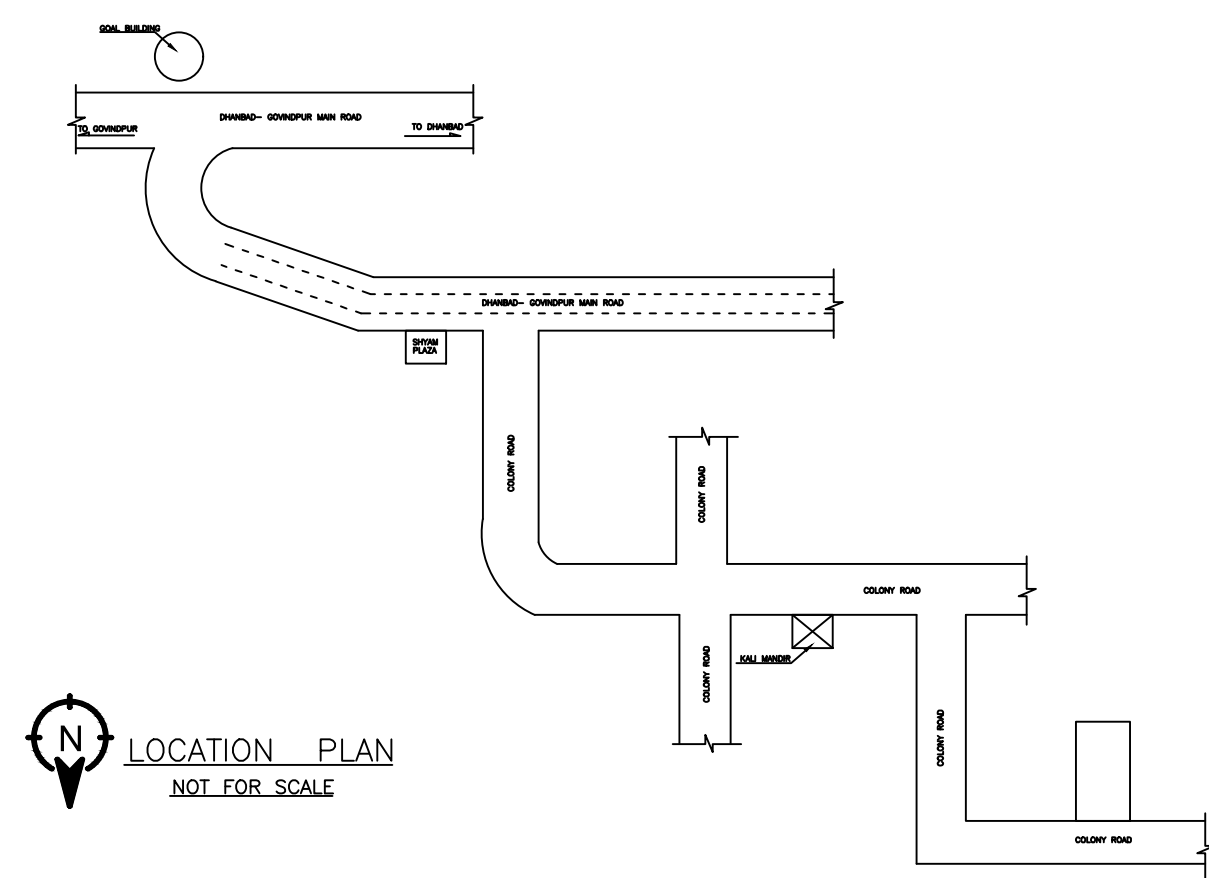 GOAL BUILDING
DHANBAD- GOVINDPUR MAIN ROAD
TO GOVINDPUR
TO DHANBAD
DHANBAD- GOVINDPUR MAIN ROAD
SHYAM
PLAZA
COLONY ROAD
COLONY ROAD
COLONY ROAD
COLONY ROAD
KALI MANDIR
COLONY ROAD
COLONY ROAD
N
LOCATION PLAN
NOT FOR SCALE